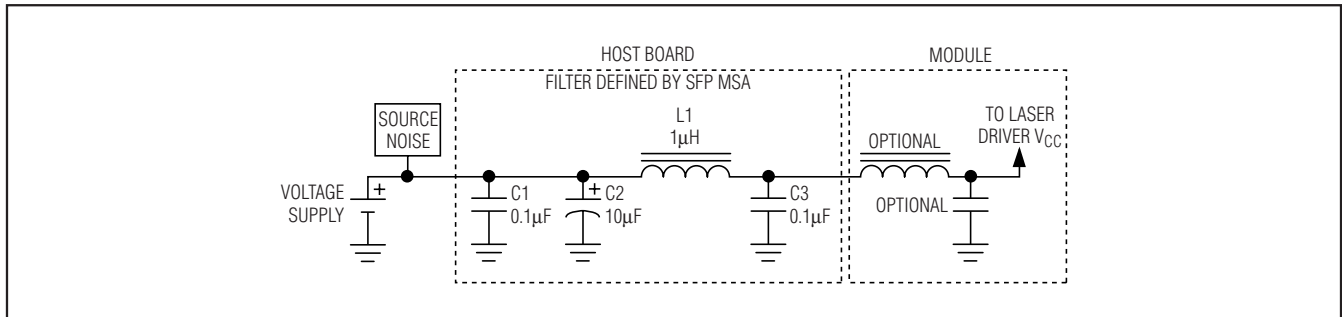 HOST BOARD
MODULE
FILTER DEFINED BY SFP MSA
SOURCE
NOISE
L1
1µH
OPTIONAL
TO LASER
DRIVER VCC
VOLTAGE
SUPPLY
+
C1
0.1µF
+
C2
10µF
C3
0.1µF
OPTIONAL